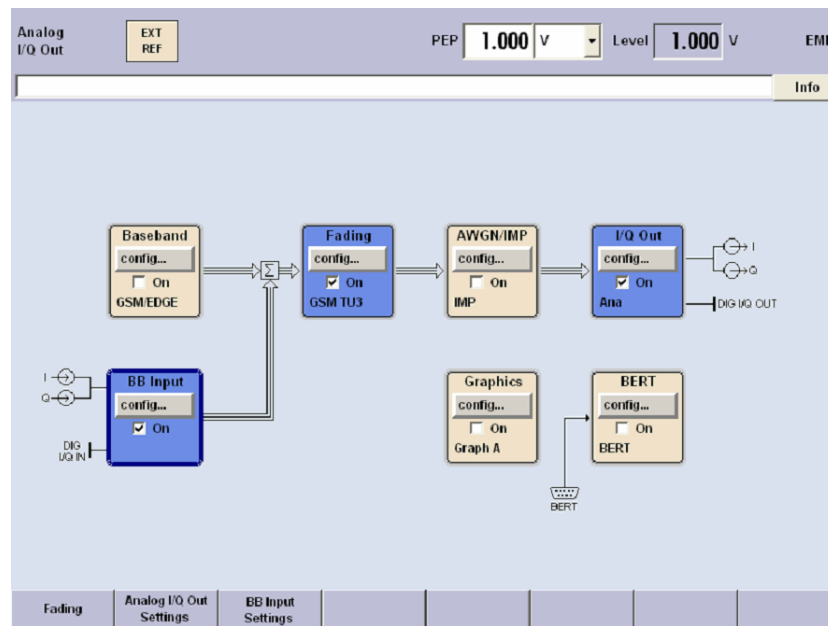 Analog EXT PEP 1.000 V Level 1.000 V EMI
I/Q Out REF
Info
Baseband Fading AWGN/IMP I/Q Out
config... config... config... config...
On On On On
GSM/EDGE GSM TU3 IMP Ana
I
Q
DIG I/Q OUT
BB Input Graphics BERT
config... config... config...
On On On
Graph A BERT
I
Q
DIG
I/Q IN
BERT
Fading Analog I/Q Out BB Input
Settings Settings